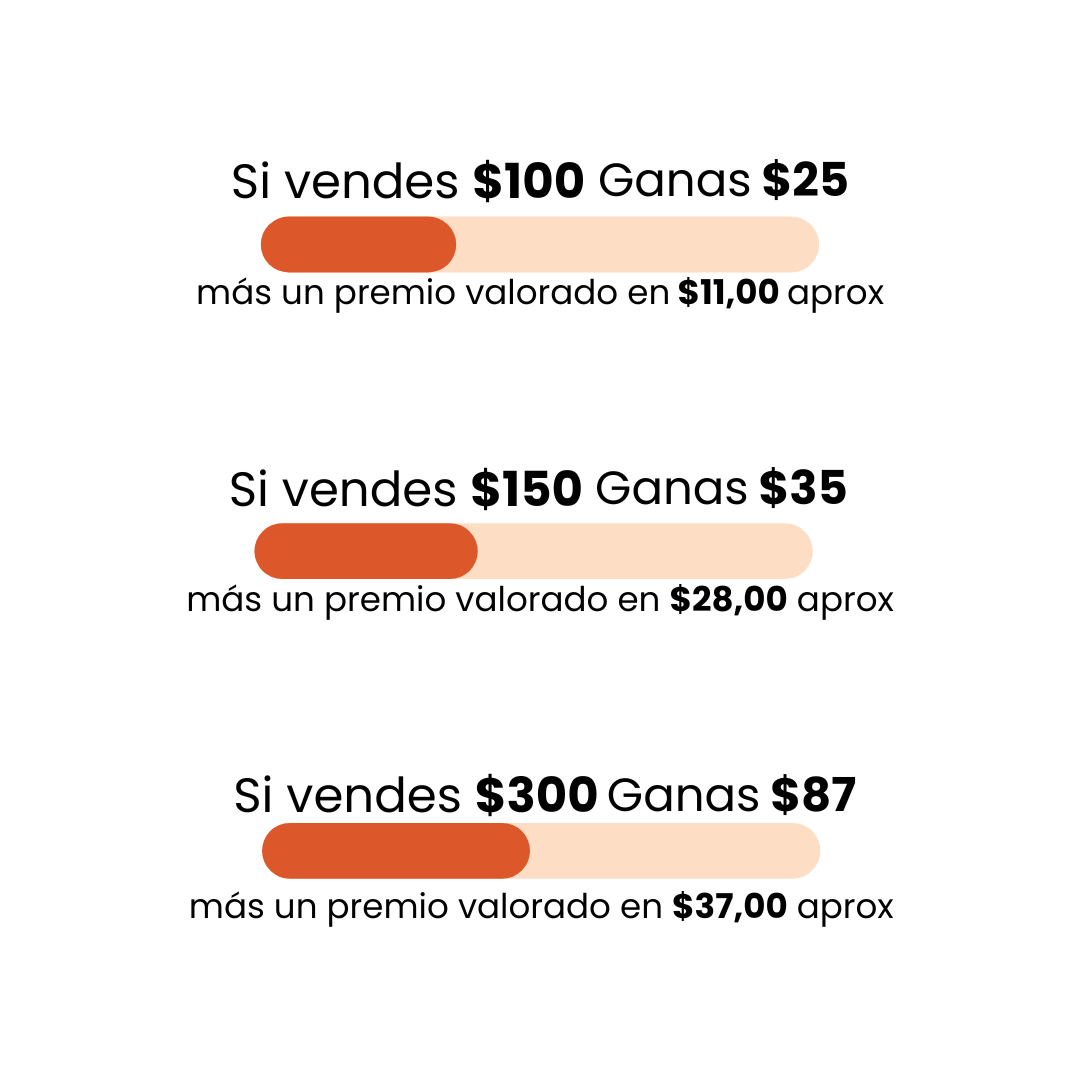 Si vendes $100 Ganas $25
más un premio valorado en $11,00 aprox
Si vendes $150 Ganas $35
más un premio valorado en $28,00 aprox
Si vendes $300 Ganas $87
más un premio valorado en $37,00 aprox